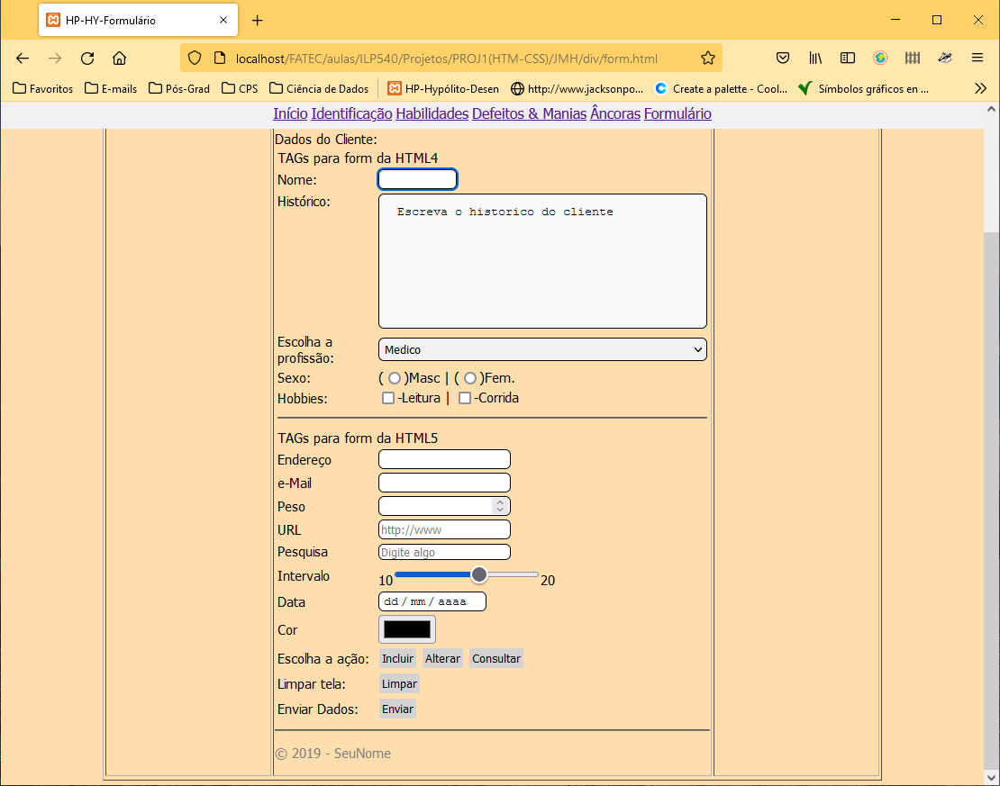 HP-HY-Formulário
localhost/FATEC/aulas/ILP540/Projetos/PROJ1(HTM-CSS)/JMH/div/form.html
Favoritos E-mails Pós-Grad CPS Ciência de Dados HP-Hypólito-Desen http://www.jacksonpo... Create a palette - Cool... Símbolos gráficos en ...
Início Identificação Habilidades Defeitos & Manias Âncoras Formulário
Dados do Cliente:
TAGs para form da HTML4
Nome:
Histórico:
Escreva o historico do cliente
Escolha a
profissão:
Medico
Sexo: ( )Masc | ( )Fem.
Hobbies: -Leitura | -Corrida
TAGs para form da HTML5
Endereço
e-Mail
Peso
URL http://www
Pesquisa Digite algo
Intervalo 10 20
Data dd / mm / aaaa
Cor
Escolha a ação: Incluir Alterar Consultar
Limpar tela: Limpar
Enviar Dados: Enviar
© 2019 - SeuNome